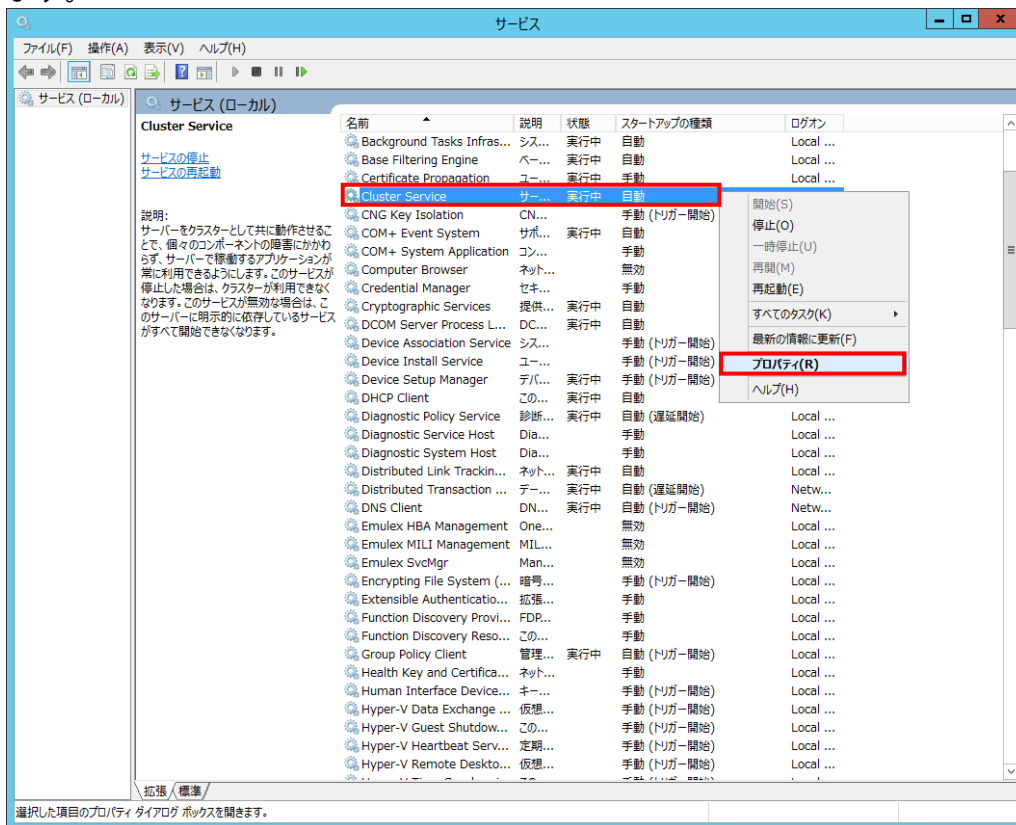 サービス
ファイル(F) 操作(A) 表示(V) ヘルプ(H)
サービス (ローカル)
サービス (ローカル)
Cluster Service
サービスの停止
サービスの再起動
説明:
サーバーをクラスターとして共に動作させるこ
とで、個々のコンポーネントの障害にかかわ
らず、サーバーで稼働するアプリケーションが
常に利用できるようにします。このサービスが
停止した場合は、クラスターが利用できなく
なります。このサービスが無効な場合は、こ
のサーバーに明示的に依存しているサービス
がすべて開始できなくなります。
名前 説明 状態 スタートアップの種類 ログオン
Background Tasks Infras... シス... 実行中 自動 Local ...
Base Filtering Engine ベー... 実行中 自動 Local ...
Certificate Propagation ユー... 実行中 手動 Local ...
Cluster Service サー... 実行中 自動
CNG Key Isolation CN... 手動 (トリガー開始)
COM+ Event System サポ... 実行中 自動
COM+ System Application コン... 手動
Computer Browser ネット... 無効
Credential Manager セキ... 手動
Cryptographic Services 提供... 実行中 自動
DCOM Server Process L... DC... 実行中 自動
Device Association Service シス... 手動 (トリガー開始)
Device Install Service ユー... 手動 (トリガー開始)
Device Setup Manager デバ... 実行中 手動 (トリガー開始)
DHCP Client この... 実行中 自動
Diagnostic Policy Service 診断... 実行中 自動 (遅延開始) Local ...
Diagnostic Service Host Dia... 手動 Local ...
Diagnostic System Host Dia... 手動 Local ...
Distributed Link Trackin... ネット... 実行中 自動 Local ...
Distributed Transaction ... デー... 実行中 自動 (遅延開始) Netw...
DNS Client DN... 実行中 自動 (トリガー開始) Netw...
Emulex HBA Management One... 無効 Local ...
Emulex MILI Management MIL... 無効 Local ...
Emulex SvcMgr Man... 無効 Local ...
Encrypting File System (... 暗号... 手動 (トリガー開始) Local ...
Extensible Authenticatio... 拡張... 手動 Local ...
Function Discovery Provi... FDP... 手動 Local ...
Function Discovery Reso... この... 手動 Local ...
Group Policy Client 管理... 実行中 自動 (トリガー開始) Local ...
Health Key and Certifica... ネット... 手動 Local ...
Human Interface Device... キー... 手動 (トリガー開始) Local ...
Hyper-V Data Exchange ... 仮想... 手動 (トリガー開始) Local ...
Hyper-V Guest Shutdow... この... 手動 (トリガー開始) Local ...
Hyper-V Heartbeat Serv... 定期... 手動 (トリガー開始) Local ...
Hyper-V Remote Deskto... 仮想... 手動 (トリガー開始) Local ...
開始(S)
停止(O)
一時停止(U)
再開(M)
再起動(E)
すべてのタスク(K)
最新の情報に更新(F)
プロパティ(R)
ヘルプ(H)
拡張 標準
選択した項目のプロパティ ダイアログ ボックスを開きます。